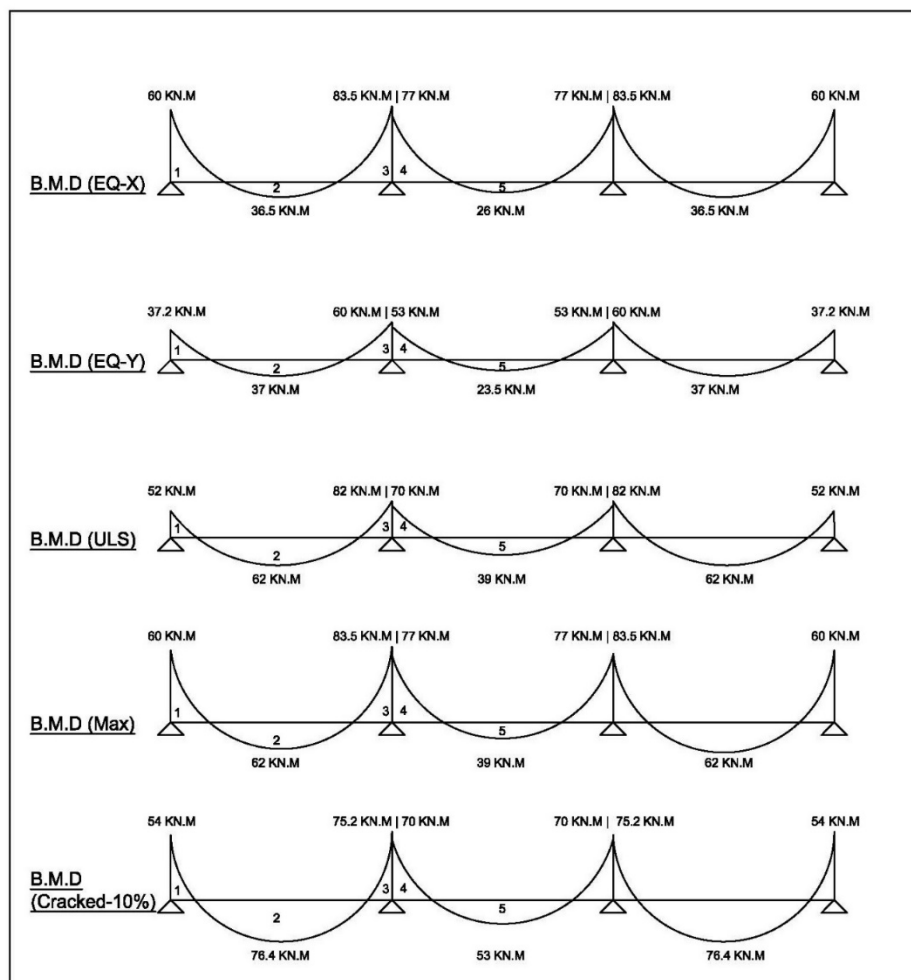 60 KN.M 83.5 KN.M | 77 KN.M 77 KN.M | 83.5 KN.M 60 KN.M
1 3 4
B.M.D (EQ-X) 2 5
36.5 KN.M 26 KN.M 36.5 KN.M
37.2 KN.M 60 KN.M | 53 KN.M 53 KN.M | 60 KN.M 37.2 KN.M
1 3 4
B.M.D (EQ-Y) 2 5
37 KN.M 23.5 KN.M 37 KN.M
52 KN.M 82 KN.M | 70 KN.M 70 KN.M | 82 KN.M 52 KN.M
1 3 4
B.M.D (ULS) 2 5
62 KN.M 39 KN.M 62 KN.M
60 KN.M 83.5 KN.M | 77 KN.M 77 KN.M | 83.5 KN.M 60 KN.M
1 3 4
B.M.D (Max) 2 5
62 KN.M 39 KN.M 62 KN.M
54 KN.M 75.2 KN.M | 70 KN.M 70 KN.M | 75.2 KN.M 54 KN.M
B.M.D 1 3 4
(Cracked-10%) 2 5
76.4 KN.M 53 KN.M 76.4 KN.M